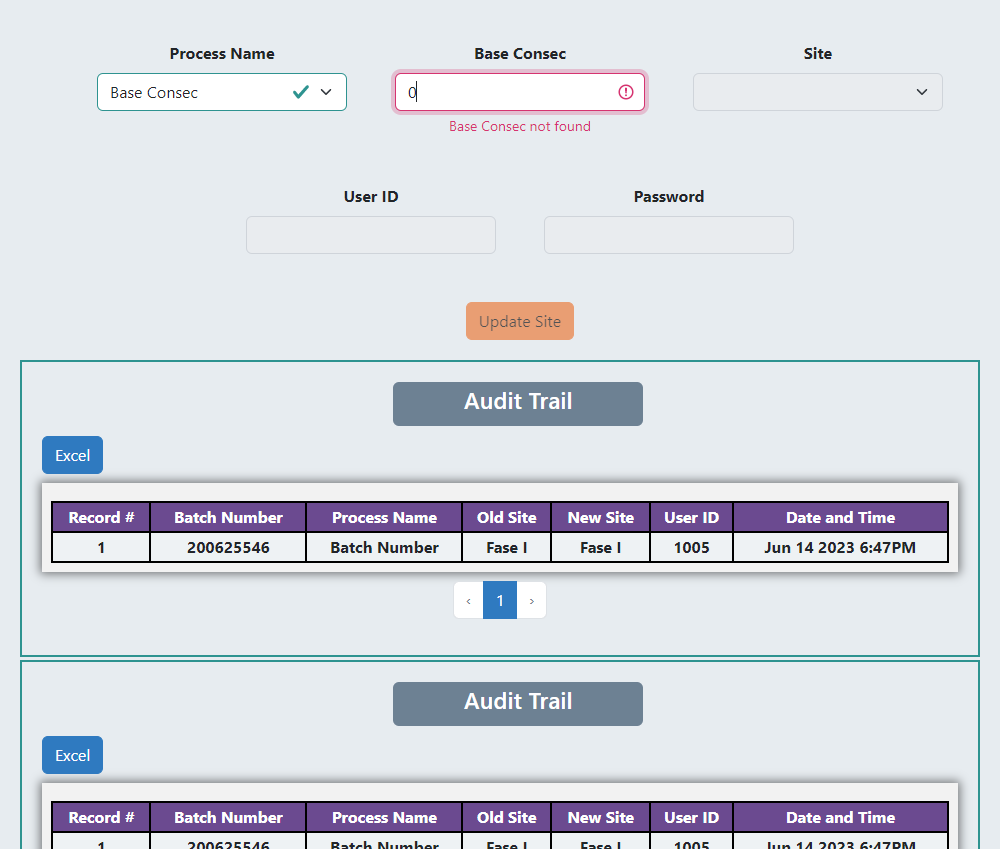 Process Name Base Consec Site
Base Consec 0
Base Consec not found
User ID Password
Update Site
Audit Trail
Excel
Record # Batch Number Process Name Old Site New Site User ID Date and Time
1 200625546 Batch Number Fase I Fase I 1005 Jun 14 2023 6:47PM
‹ 1 ›
Audit Trail
Excel
Record # Batch Number Process Name Old Site New Site User ID Date and Time
1 200625546 Batch Number Fase I Fase I 1005 Jun 14 2023 6:47PM